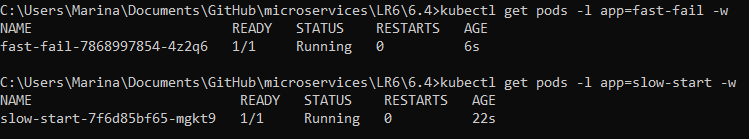 C:\Users\Marina\Documents\GitHub\microservices\LR6\6.4>kubectl get pods -l app=fast-fail -w
NAME READY STATUS RESTARTS AGE
fast-fail-7868997854-4z2q6 1/1 Running 0 6s
C:\Users\Marina\Documents\GitHub\microservices\LR6\6.4>kubectl get pods -l app=slow-start -w
NAME READY STATUS RESTARTS AGE
slow-start-7f6d85bf65-mgkt9 1/1 Running 0 22s